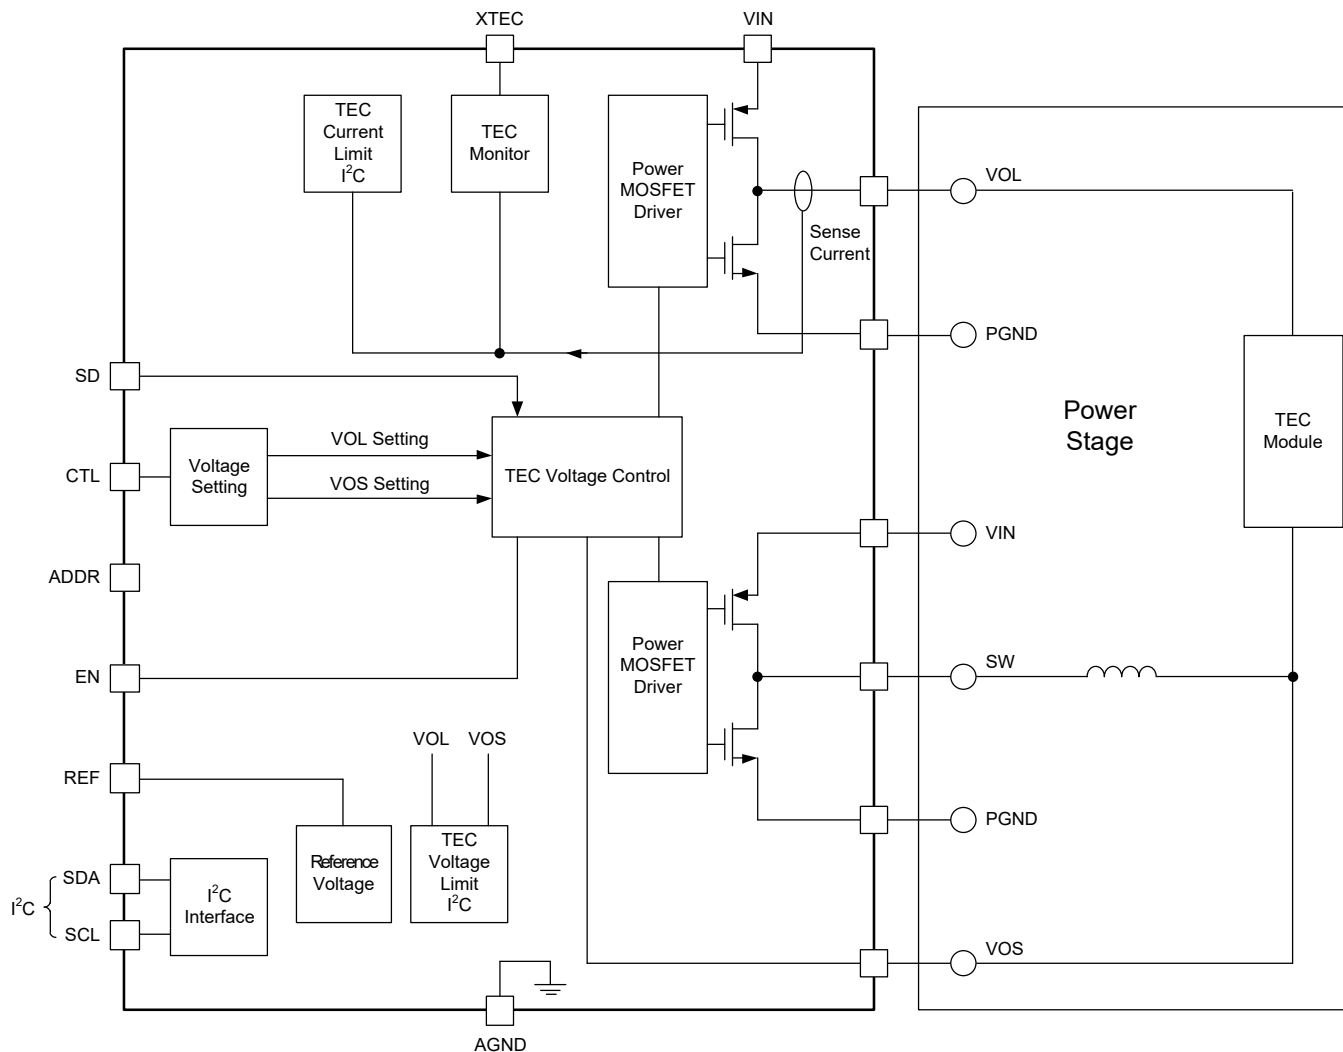 XTEC
VIN
TEC
Current
Limit
I²C
TEC
Monitor
Power
MOSFET
Driver
Sense
Current
VOL
PGND
SD
Power
Stage
TEC
Module
CTL
Voltage
Setting
VOL Setting
VOS Setting
TEC Voltage Control
VIN
ADDR
EN
Power
MOSFET
Driver
SW
REF
VOL
VOS
PGND
Reference
Voltage
TEC
Voltage
Limit
I²C
I²C
SDA
SCL
I²C
Interface
VOS
AGND